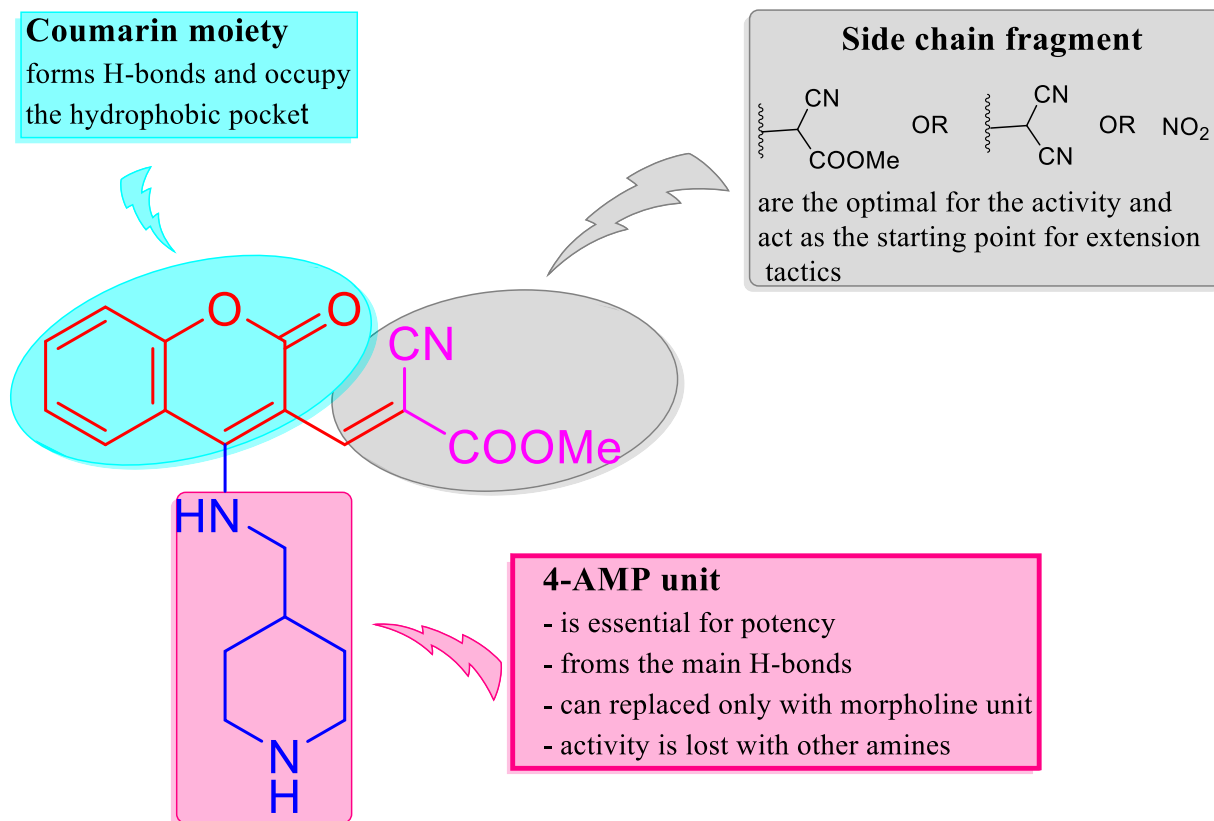 Coumarin moiety
forms H-bonds and occupy
the hydrophobic pocket
Side chain fragment
CN
COOMe
OR
CN
CN
OR
NO₂
are the optimal for the activity and
act as the starting point for extension
tactics
O
O
CN
COOMe
HN
N
H
4-AMP unit
- is essential for potency
- froms the main H-bonds
- can replaced only with morpholine unit
- activity is lost with other amines